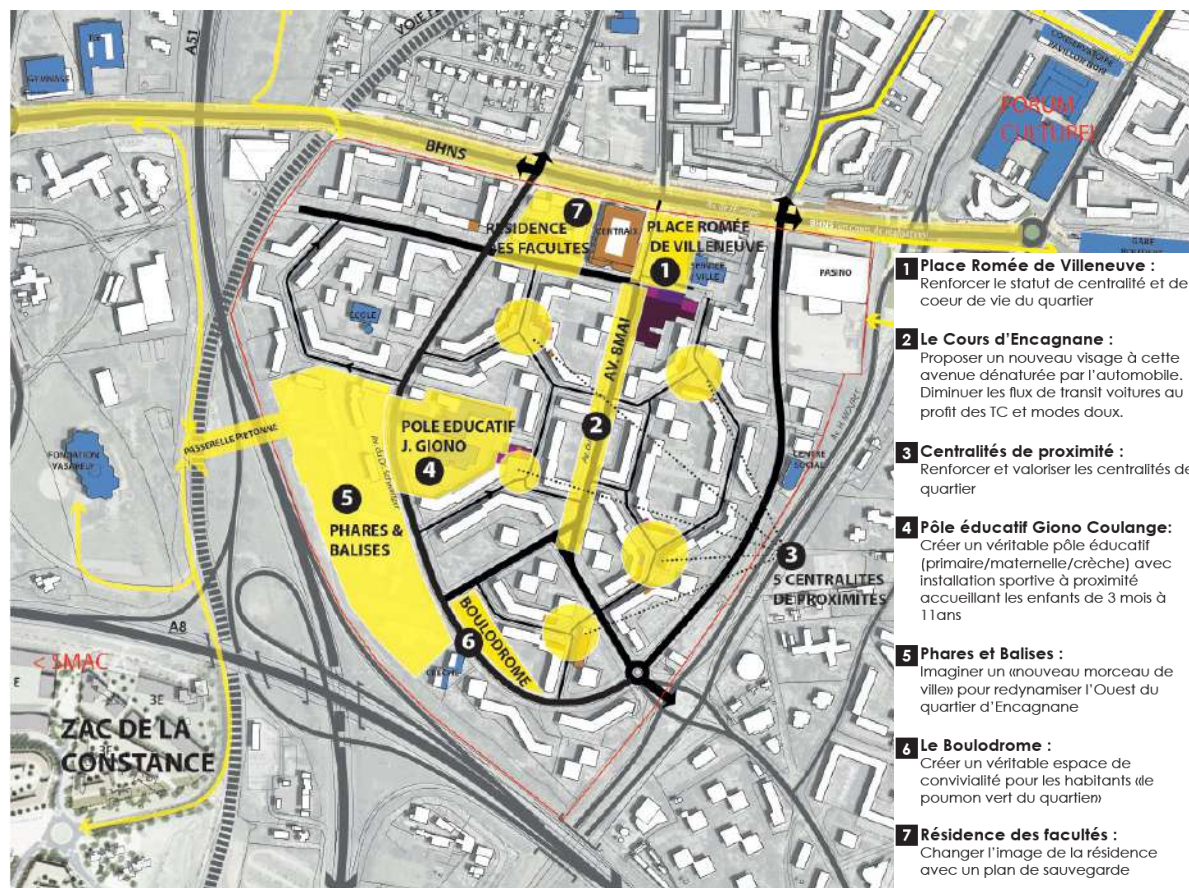 GYMNASE
A51
BHNS
CONSERVATOIRE
PAVILLON NOIR
FORUM
CULTUREL
7
RESIDENCE
DES FACULTES
PLACE ROMÉE
DE VILLENEUVE
1
VILLE
PASINO
GARE
ECOLE
AV. 8MAI
2
POLE EDUCATIF
J. GIONO
4
PASSERELLE PIETONNE
FONDATION
VASARELY
CENTRE
SOCIAL
5
PHARES &
BALISES
3
5 CENTRALITES
DE PROXIMITÉS
BOULODROME
6
A8
< SMAC
3E
ZAC DE LA
CONSTANCE
1 Place Romée de Villeneuve :
Renforcer le statut de centralité et de
coeur de vie du quartier
2 Le Cours d'Encagnane :
Proposer un nouveau visage à cette
avenue dénaturée par l'automobile.
Diminuer les flux de transit voitures au
profit des TC et modes doux.
3 Centralités de proximité :
Renforcer et valoriser les centralités de
quartier
4 Pôle éducatif Giono Coulange:
Créer un véritable pôle éducatif
(primaire/maternelle/crèche) avec
installation sportive à proximité
accueillant les enfants de 3 mois à
11ans
5 Phares et Balises :
Imaginer un «nouveau morceau de
ville» pour redynamiser l'Ouest du
quartier d'Encagnane
6 Le Boulodrome :
Créer un véritable espace de
convivialité pour les habitants «le
poumon vert du quartier»
7 Résidence des facultés :
Changer l'image de la résidence
avec un plan de sauvegarde